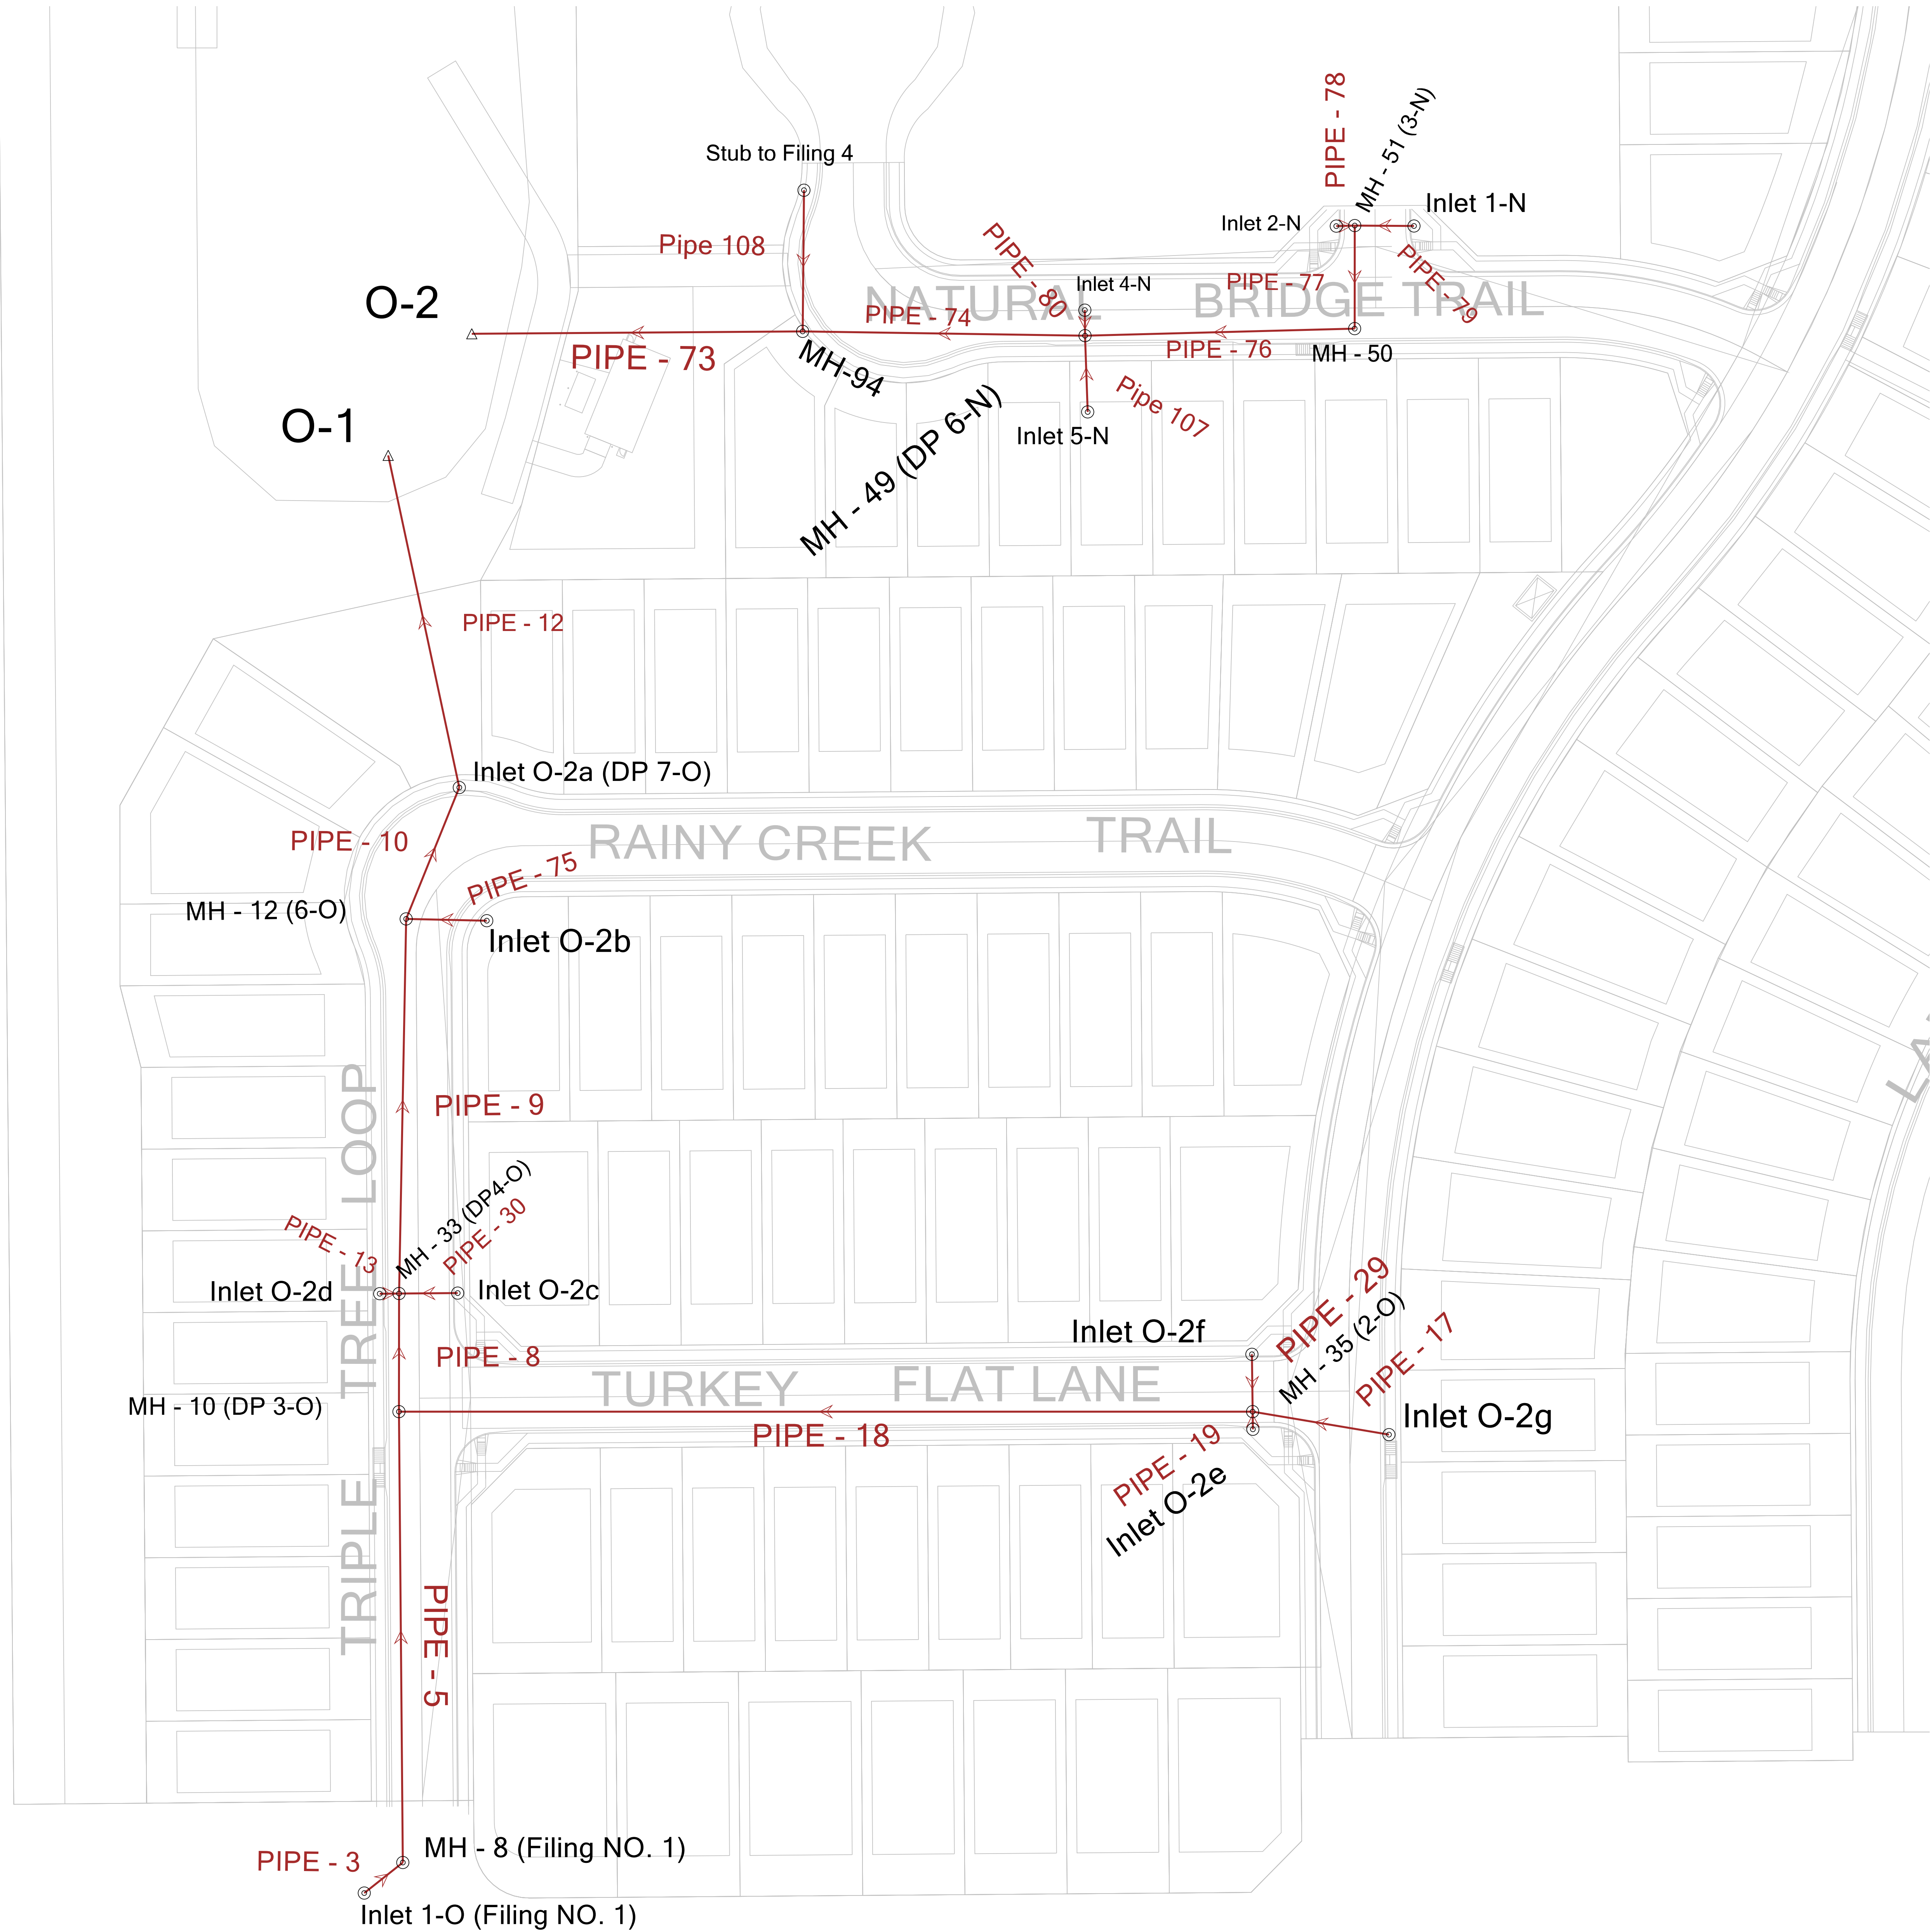 PIPE - 78
MH - 51 (3-N)
Stub to Filing 4
Inlet 2-N
Inlet 1-N
Pipe 108
PIPE - 80
Inlet 4-N
PIPE - 77
PIPE - 79
O-2
NATURAL BRIDGE TRAIL
PIPE - 74
PIPE - 73
PIPE - 76
MH - 50
MH-94
Pipe 107
O-1
Inlet 5-N
MH - 49 (DP 6-N)
PIPE - 12
Inlet O-2a (DP 7-O)
PIPE - 10
RAINY CREEK TRAIL
PIPE - 75
MH - 12 (6-O)
Inlet O-2b
PIPE - 9
TRIPLE TREE LOOP
MH - 33 (DP4-O)
PIPE - 30
PIPE - 13
Inlet O-2d
Inlet O-2c
PIPE - 29
Inlet O-2f
MH - 35 (2-O)
PIPE - 17
PIPE - 8
TURKEY FLAT LANE
MH - 10 (DP 3-O)
Inlet O-2g
PIPE - 18
PIPE - 19
Inlet O-2e
PIPE - 5
MH - 8 (Filing NO. 1)
PIPE - 3
Inlet 1-O (Filing NO. 1)